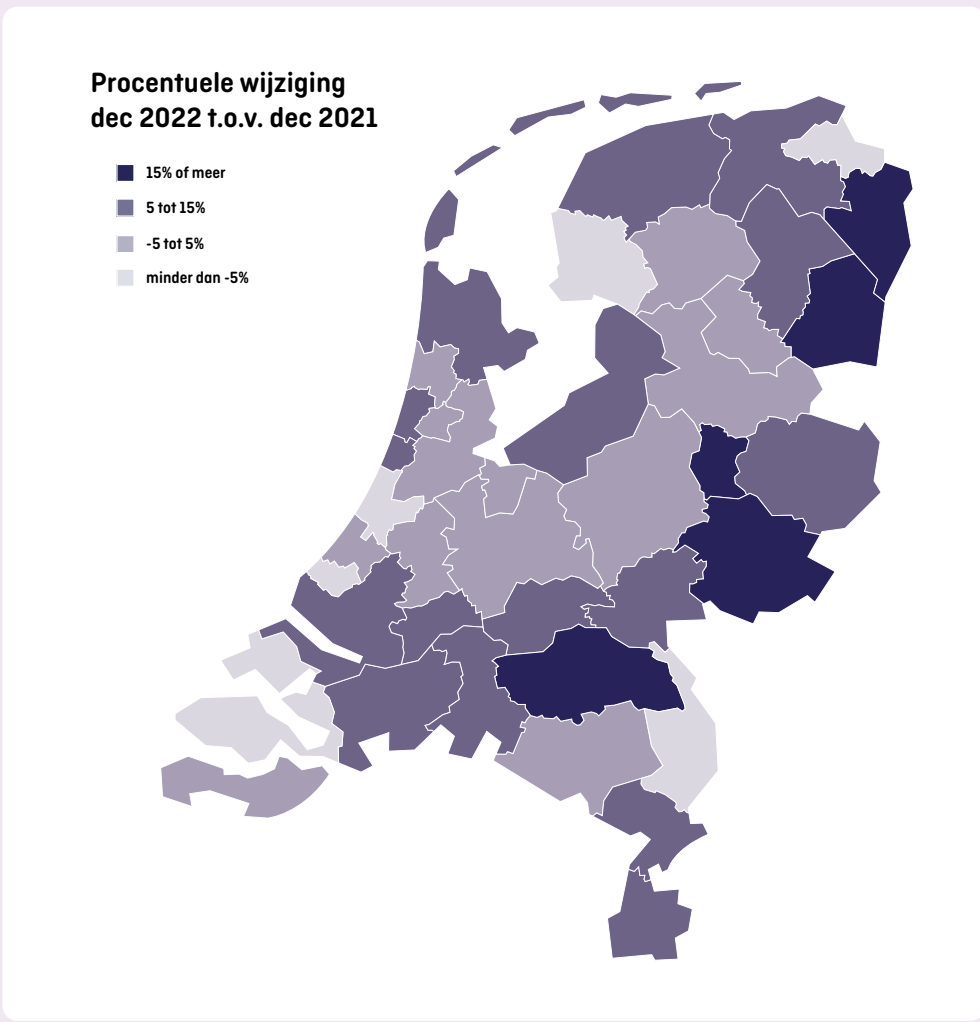 Procentuele wijziging
dec 2022 t.o.v. dec 2021
15% of meer
5 tot 15%
-5 tot 5%
minder dan -5%